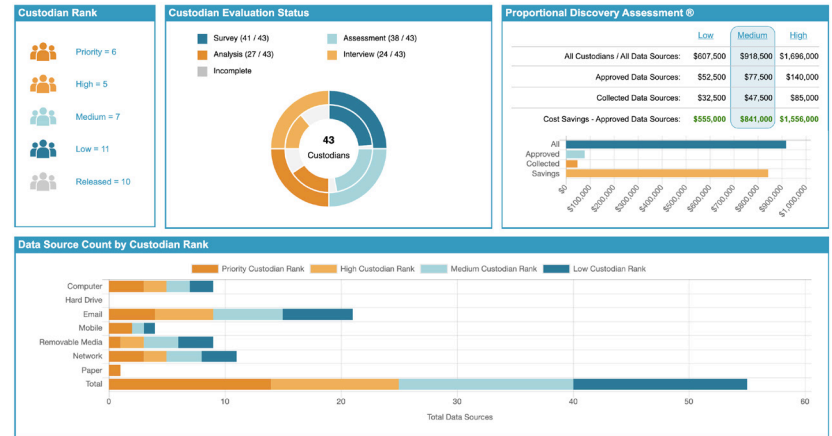 Custodian Rank
Priority = 6
High = 5
Medium = 7
Low = 11
Released = 10
Custodian Evaluation Status
Survey (41 / 43)
Assessment (38 / 43)
Analysis (27 / 43)
Interview (24 / 43)
Incomplete
43
Custodians
Proportional Discovery Assessment ®
Low Medium High
All Custodians / All Data Sources: $607,500 $918,500 $1,696,000
Approved Data Sources: $52,500 $77,500 $140,000
Collected Data Sources: $32,500 $47,500 $85,000
Cost Savings - Approved Data Sources: $555,000 $841,000 $1,556,000
All
Approved
Collected
Savings
$0 $100,000 $200,000 $300,000 $400,000 $500,000 $600,000 $700,000 $800,000 $900,000 $1,000,000
Data Source Count by Custodian Rank
Priority Custodian Rank High Custodian Rank Medium Custodian Rank Low Custodian Rank
Computer
Hard Drive
Email
Mobile
Removable Media
Network
Paper
Total
0 10 20 30 40 50 60
Total Data Sources